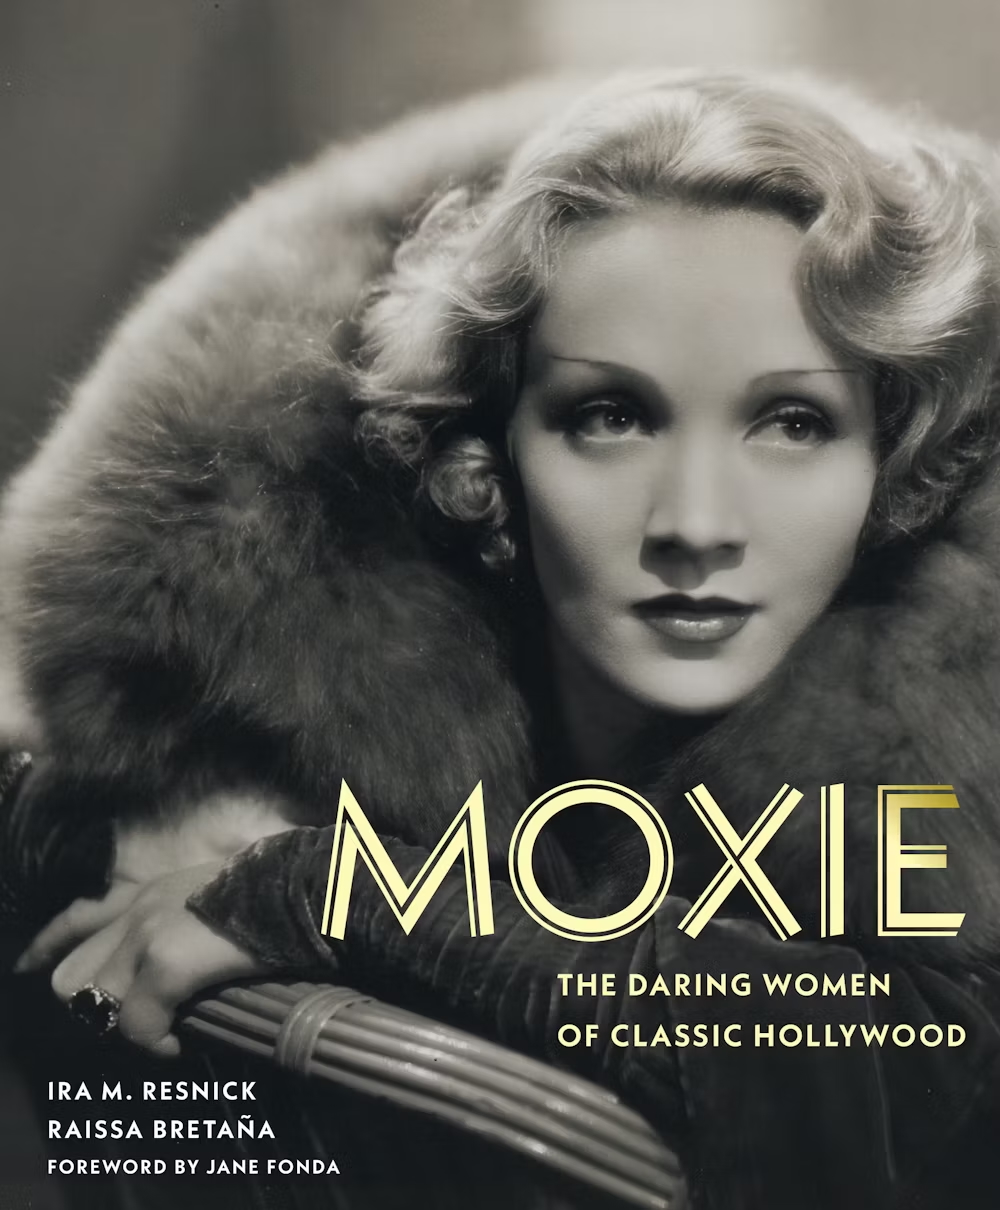 MOXIE
THE DARING WOMEN
OF CLASSIC HOLLYWOOD
IRA M. RESNICK
RAISSA BRETAÑA
FOREWORD BY JANE FONDA